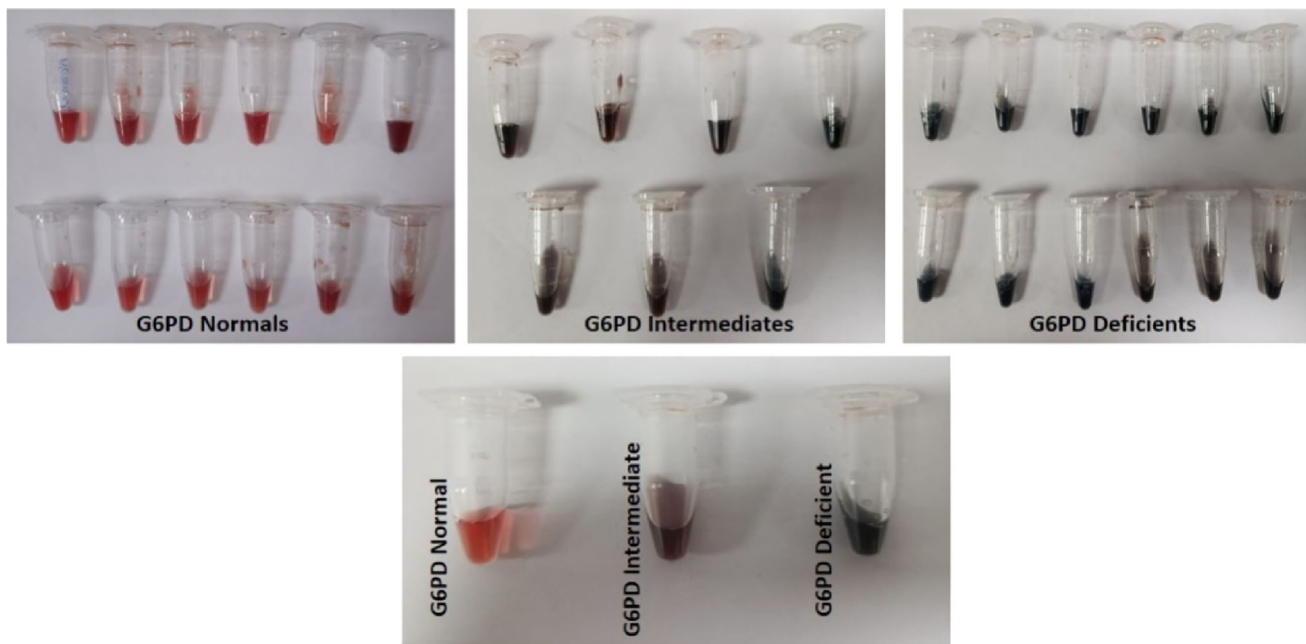 G6PD Normals
G6PD Intermediates
G6PD Deficients
G6PD Normal
G6PD Intermediate
G6PD Deficient